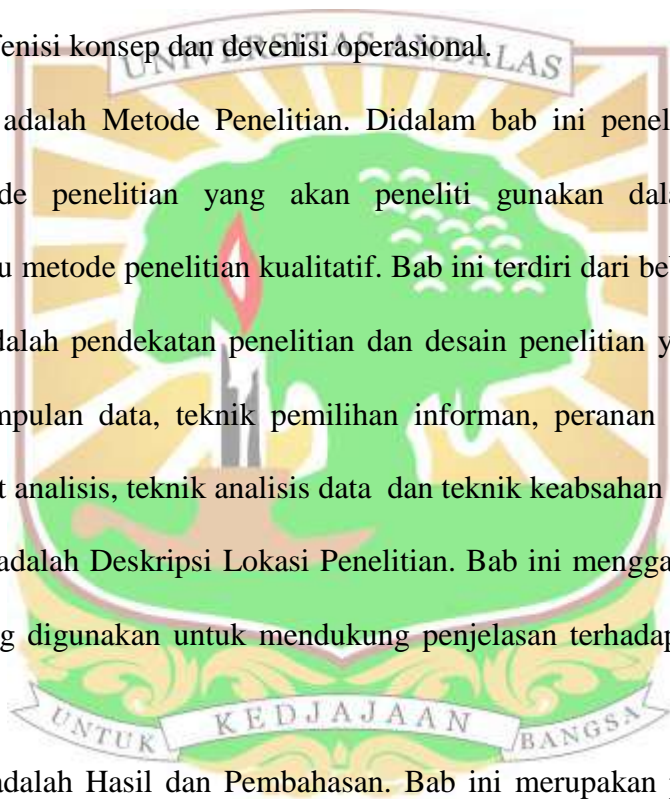 fenisi konsep dan devenisi operasional.
UNIVERSITAS ANDALAS
adalah Metode Penelitian. Didalam bab ini penel
de penelitian yang akan peneliti gunakan dal
u metode penelitian kualitatif. Bab ini terdiri dari be
dalah pendekatan penelitian dan desain penelitian y
mpulan data, teknik pemilihan informan, peranan
t analisis, teknik analisis data dan teknik keabsahan
adalah Deskripsi Lokasi Penelitian. Bab ini mengga
g digunakan untuk mendukung penjelasan terhadap
UNTUK KEDJAJAAN BANGSA
adalah Hasil dan Pembahasan. Bab ini merupakan